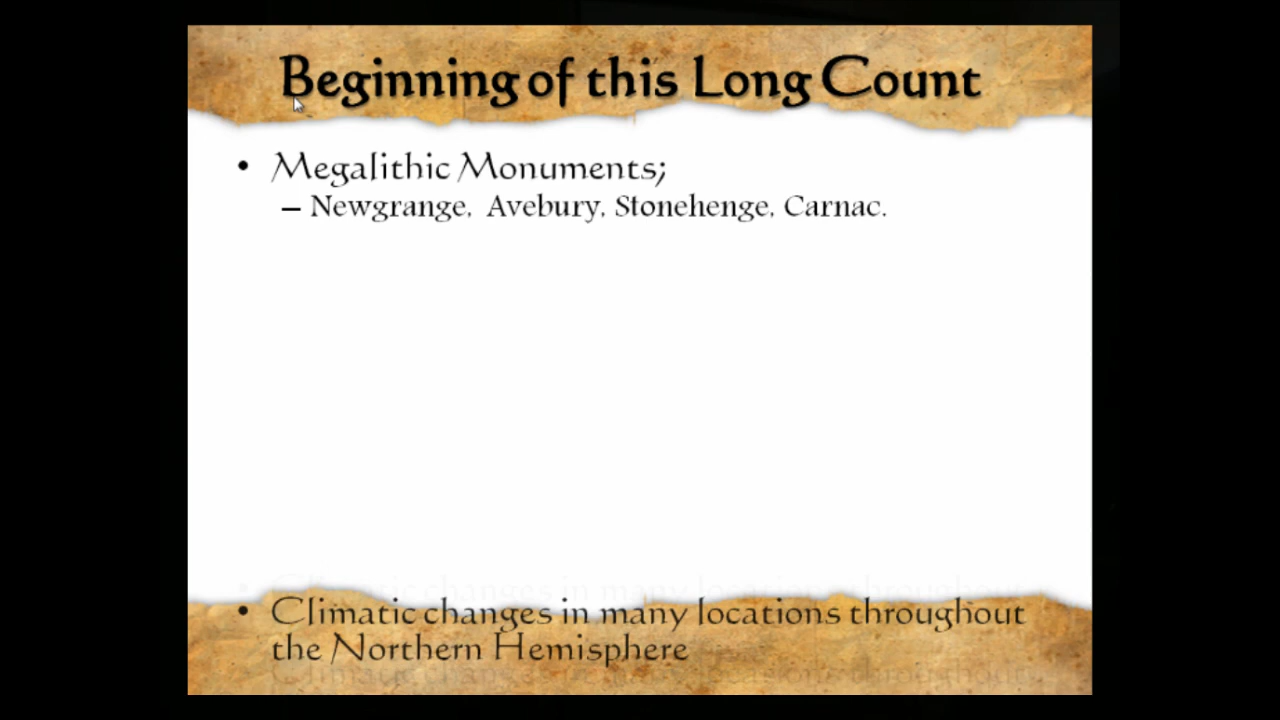 Beginning of this Long Count
• Megalithic Monuments;
– Newgrange, Avebury, Stonehenge, Carnac.
• Climatic changes in many locations throughout
the Northern Hemisphere